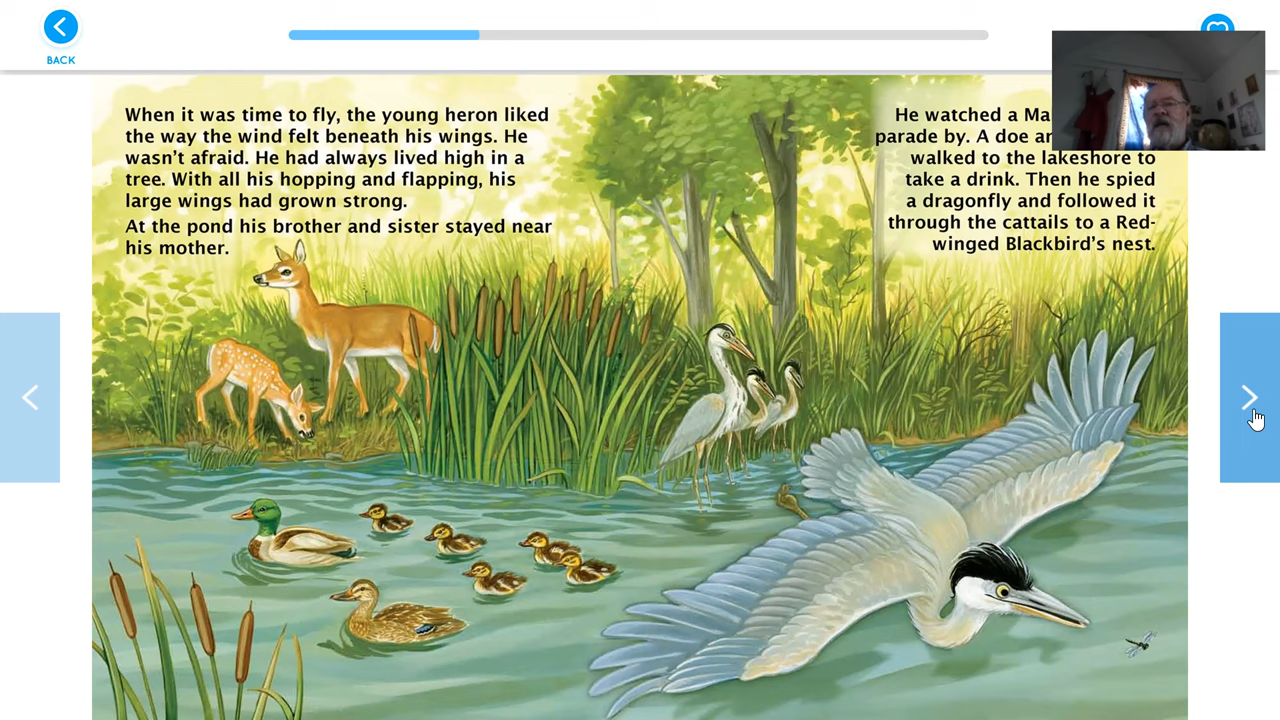 BACK
When it was time to fly, the young heron liked
the way the wind felt beneath his wings. He
wasn't afraid. He had always lived high in a
tree. With all his hopping and flapping, his
large wings had grown strong.
At the pond his brother and sister stayed near
his mother.
He watched a
parade by. A doe
walked to the lakeshore to
take a drink. Then he spied
a dragonfly and followed it
through the cattails to a Red-
winged Blackbird's nest.